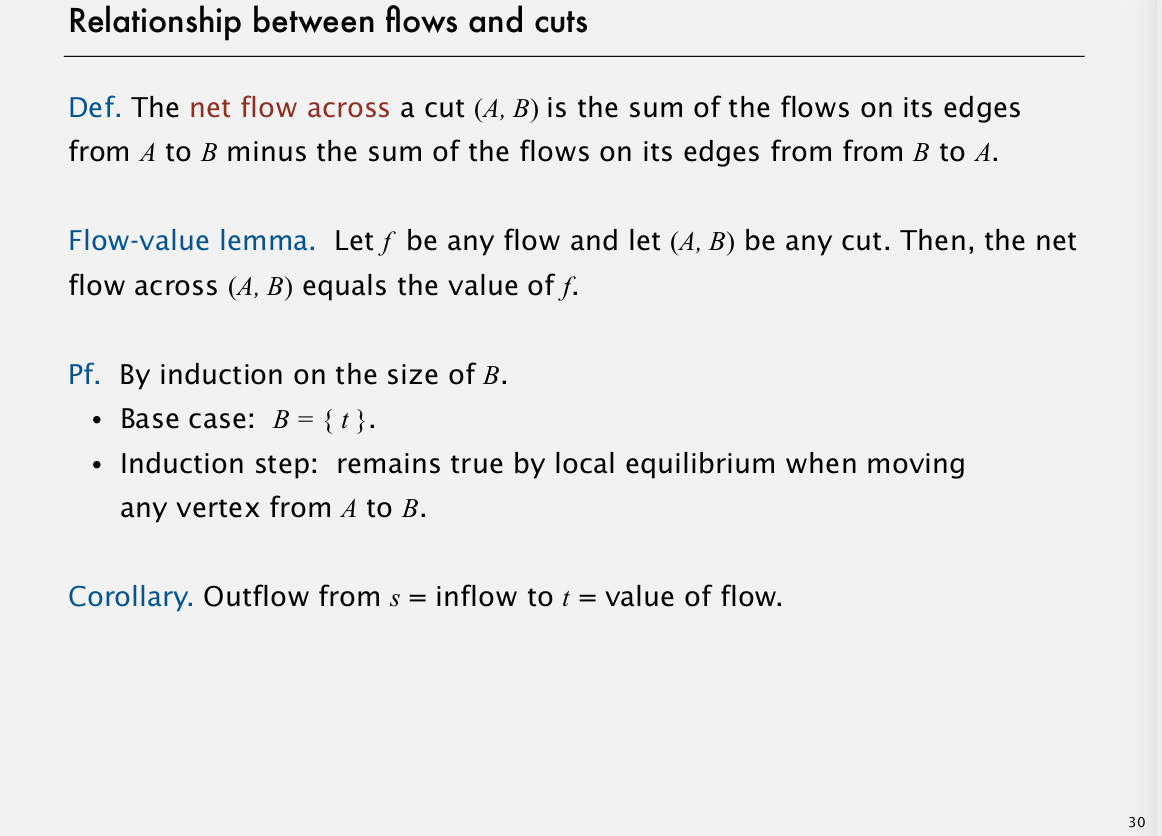 Relationship between flows and cuts
Def. The net flow across a cut (A, B) is the sum of the flows on its edges
from A to B minus the sum of the flows on its edges from from B to A.
Flow-value lemma. Let f be any flow and let (A, B) be any cut. Then, the net
flow across (A, B) equals the value of f.
Pf. By induction on the size of B.
• Base case: B = { t }.
• Induction step: remains true by local equilibrium when moving
any vertex from A to B.
Corollary. Outflow from s = inflow to t = value of flow.
30